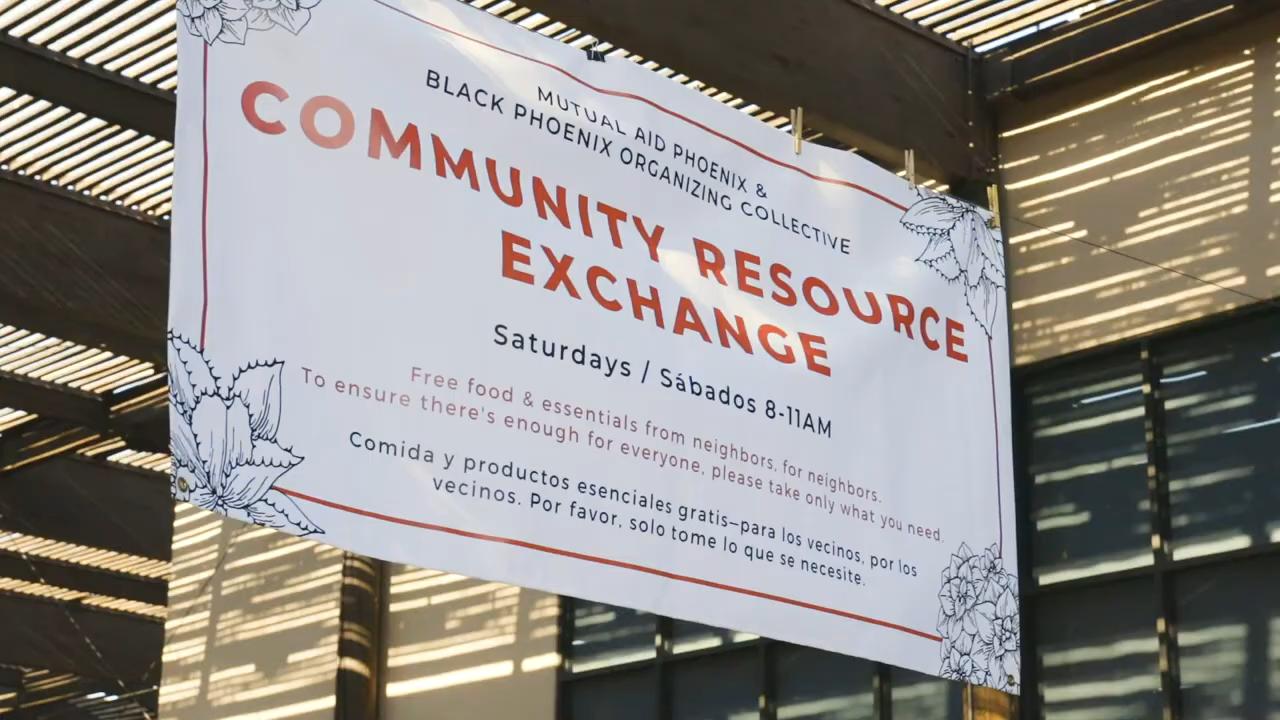 MUTUAL AID PHOENIX &
BLACK PHOENIX ORGANIZING COLLECTIVE
COMMUNITY RESOURCE
EXCHANGE
Saturdays / Sábados 8-11AM
Free food & essentials from neighbors, for neighbors.
To ensure there's enough for everyone, please take only what you need.
Comida y productos esenciales gratis—para los vecinos, por los
vecinos. Por favor, solo tome lo que se necesite.